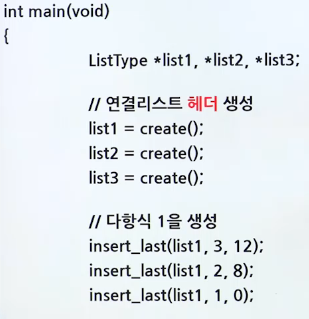 int main(void)
{
ListType *list1, *list2, *list3;
// 연결리스트 헤더 생성
list1 = create();
list2 = create();
list3 = create();
// 다항식 1을 생성
insert_last(list1, 3, 12);
insert_last(list1, 2, 8);
insert_last(list1, 1, 0);